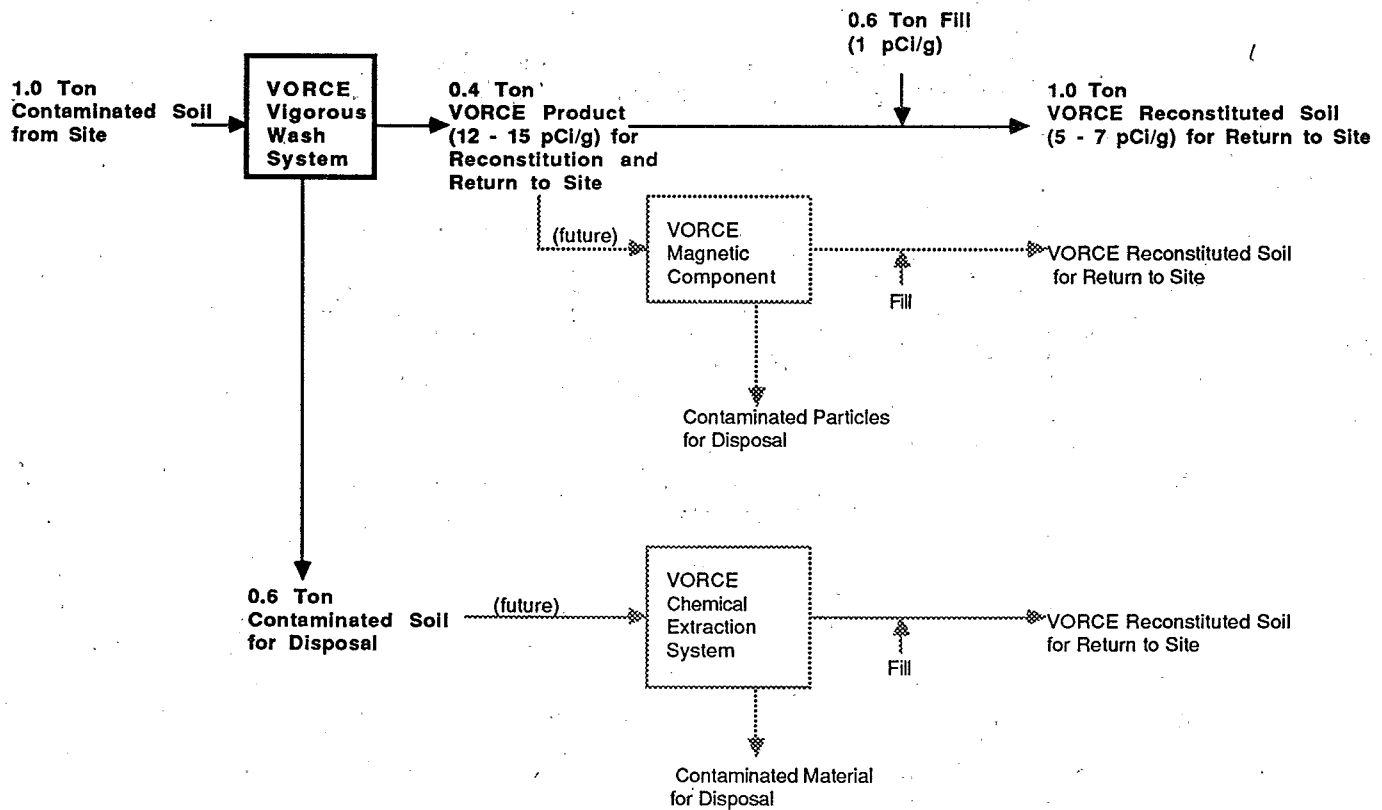 0.6 Ton Fill
(1 pCi/g)
1.0 Ton
Contaminated Soil
from Site
VORCE
Vigorous
Wash
System
0.4 Ton
VORCE Product
(12 - 15 pCi/g) for
Reconstitution and
Return to Site
1.0 Ton
VORCE Reconstituted Soil
(5 - 7 pCi/g) for Return to Site
(future)
VORCE
Magnetic
Component
Fill
VORCE Reconstituted Soil
for Return to Site
Contaminated Particles
for Disposal
0.6 Ton
Contaminated Soil
for Disposal
(future)
VORCE
Chemical
Extraction
System
Fill
VORCE Reconstituted Soil
for Return to Site
Contaminated Material
for Disposal